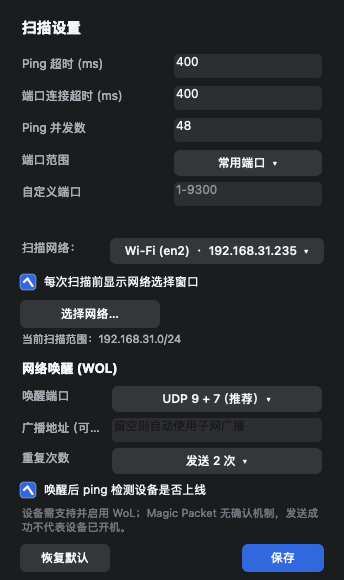 扫描设置
Ping 超时 (ms) 400
端口连接超时 (ms) 400
Ping 并发数 48
端口范围 常用端口 ▾
自定义端口 1-9300
扫描网络： Wi-Fi (en2) · 192.168.31.235 ▾
每次扫描前显示网络选择窗口
选择网络...
当前扫描范围：192.168.31.0/24
网络唤醒 (WOL)
唤醒端口 UDP 9 + 7 (推荐) ▾
广播地址 (可... 留空则自动使用子网广播
重复次数 发送 2 次 ▾
唤醒后 ping 检测设备是否上线
设备需支持并启用 WoL；Magic Packet 无确认机制，发送成
功不代表设备已开机。
恢复默认 保存